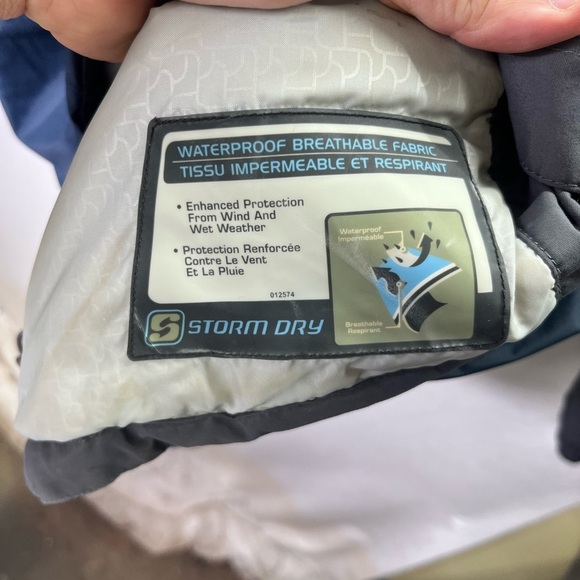 WATERPROOF BREATHABLE FABRIC
TISSU IMPERMEABLE ET RESPIRANT
• Enhanced Protection
From Wind And
Wet Weather
• Protection Renforcée
Contre Le Vent
Et La Pluie
012574
Waterproof
Imperméable
Breathable
Respirant
S STORM DRY